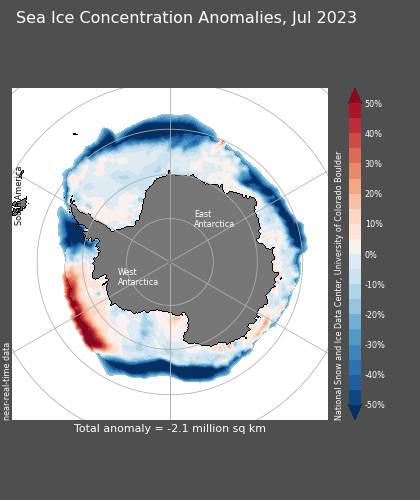 Sea Ice Concentration Anomalies, Jul 2023
South America
East
Antarctica
West
Antarctica
near-real-time data
National Snow and Ice Data Center, University of Colorado Boulder
50%
40%
30%
20%
10%
0%
-10%
-20%
-30%
-40%
-50%
Total anomaly = -2.1 million sq km